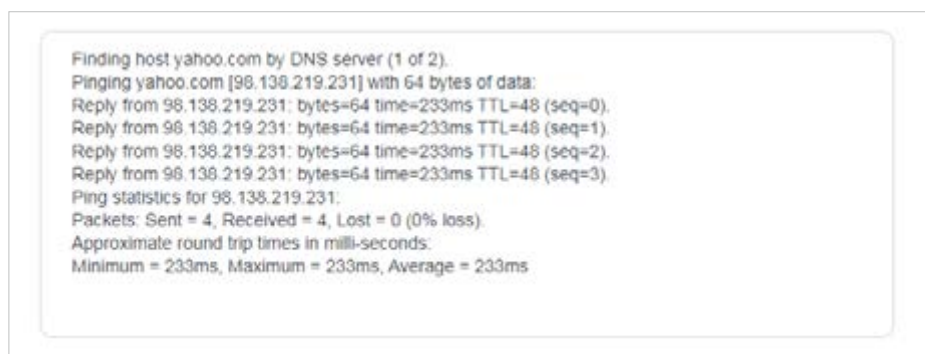 Finding host yahoo.com by DNS server (1 of 2).
Pinging yahoo.com [98.138.219.231] with 64 bytes of data:
Reply from 98.138.219.231: bytes=64 time=233ms TTL=48 (seq=0).
Reply from 98.138.219.231: bytes=64 time=233ms TTL=48 (seq=1).
Reply from 98.138.219.231: bytes=64 time=233ms TTL=48 (seq=2).
Reply from 98.138.219.231: bytes=64 time=233ms TTL=48 (seq=3).
Ping statistics for 98.138.219.231:
Packets: Sent = 4, Received = 4, Lost = 0 (0% loss).
Approximate round trip times in milli-seconds:
Minimum = 233ms, Maximum = 233ms, Average = 233ms